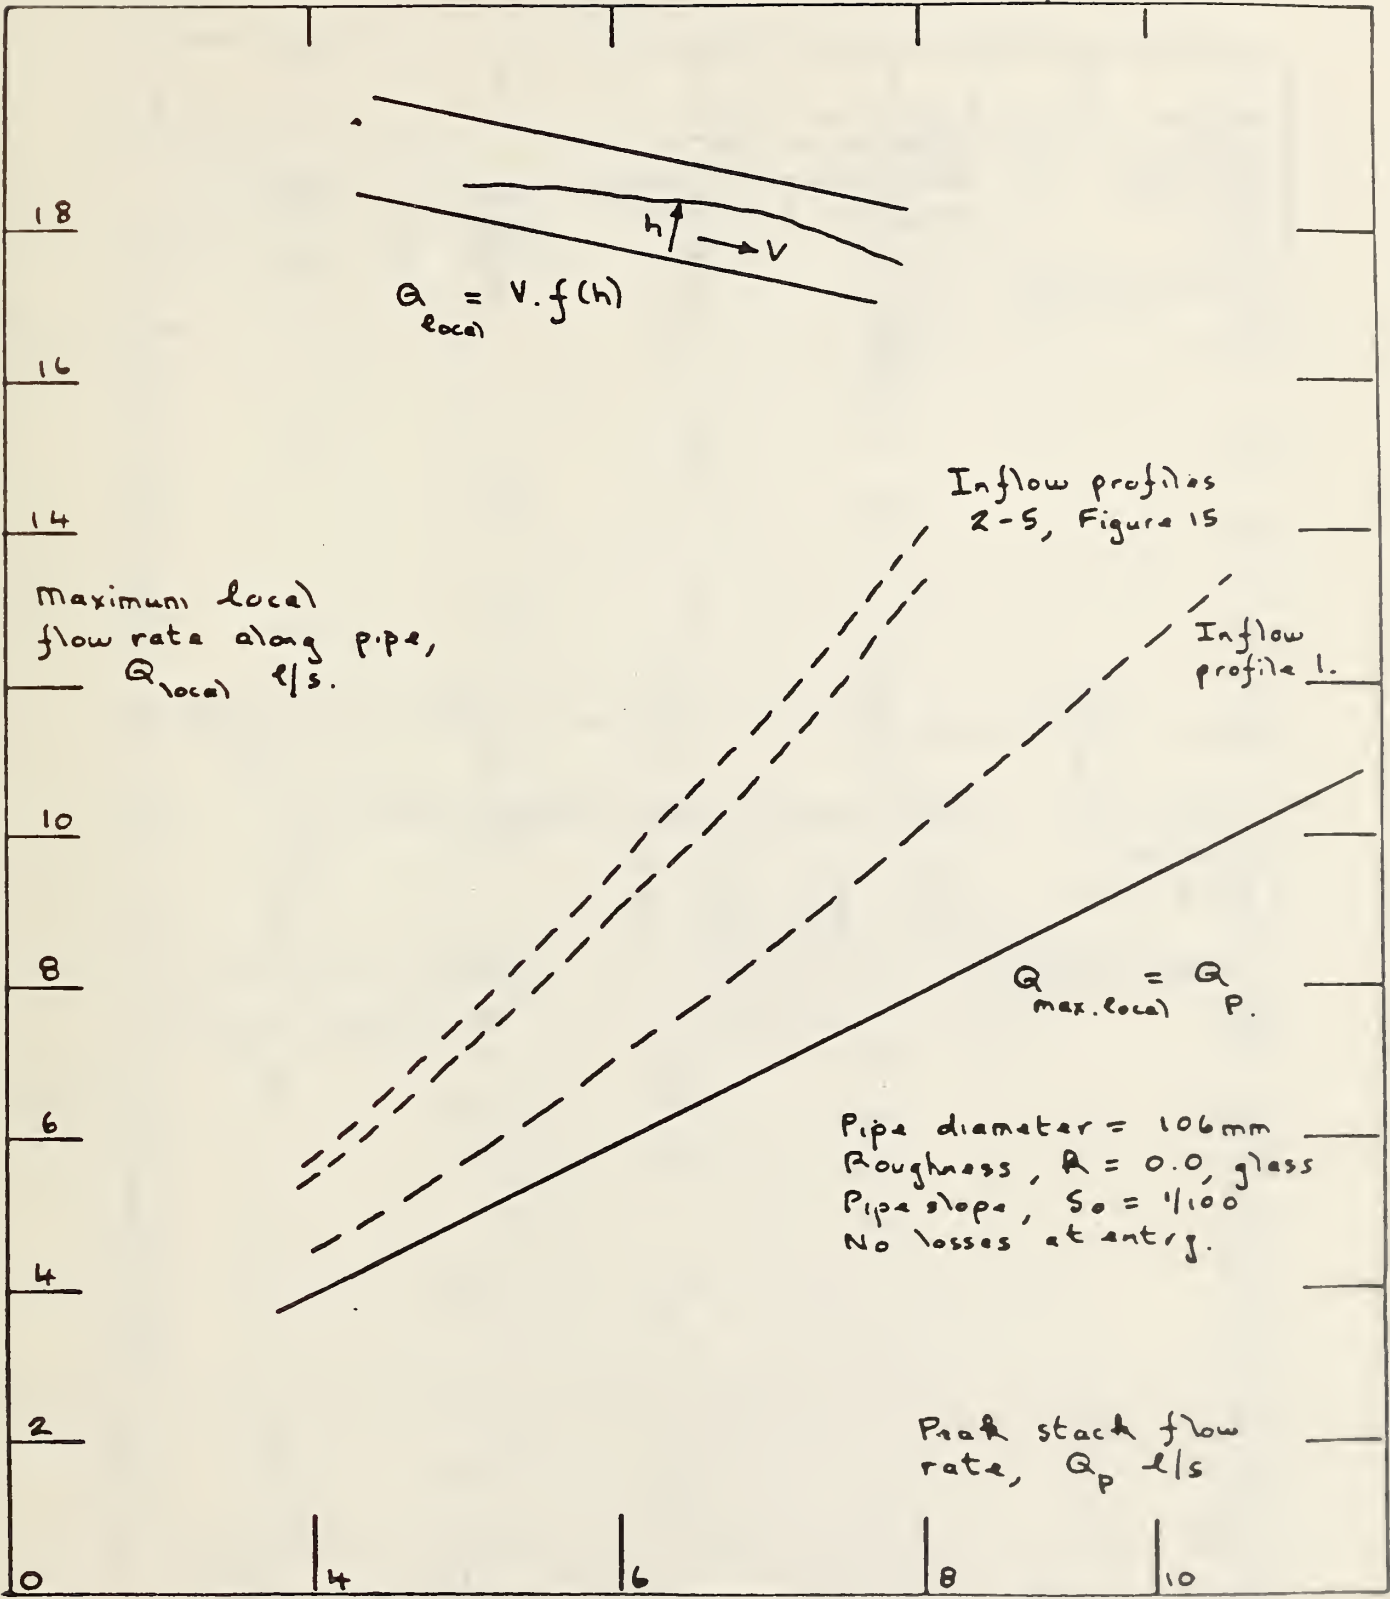 18
h
V
Q local = V.f(h)
16
Inflow profiles
2-5, Figure 15
14
Maximum local
flow rate along pipe,
Q local l/s.
Inflow
profile 1.
10
8
Q max.local = Q P.
6
Pipe diameter = 106mm
Roughness, k = 0.0, glass
Pipe slope, So = 1/100
No losses at entry.
4
2
Peak stack flow
rate, Qp l/s
0 4 6 8 10